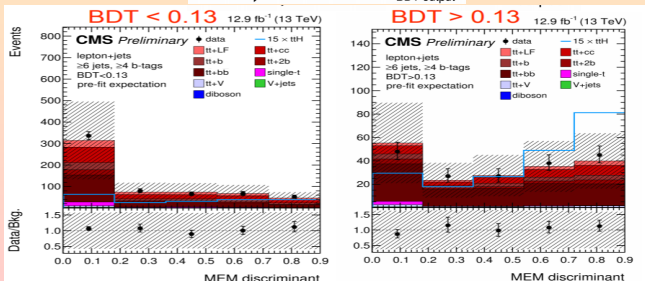 BDT < 0.13
12.9 fb⁻¹ (13 TeV)
Events
800
700
600
500
400
300
200
100
CMS Preliminary
lepton+jets
≥6 jets, ≥4 b-tags
BDT<0.13
pre-fit expectation
data
15 × ttH
tt+LF
tt+cc
tt+b
tt+2b
tt+bb
single-t
tt+V
V+jets
diboson
Data/Bkg.
1.5
1.0
0.5
0.0 0.1 0.2 0.3 0.4 0.5 0.6 0.7 0.8 0.9
MEM discriminant
BDT > 0.13
12.9 fb⁻¹ (13 TeV)
140
120
100
80
60
40
20
CMS Preliminary
lepton+jets
≥6 jets, ≥4 b-tags
BDT>0.13
pre-fit expectation
data
15 × ttH
tt+LF
tt+cc
tt+b
tt+2b
tt+bb
single-t
tt+V
V+jets
diboson
1.5
1.0
0.5
0.0 0.1 0.2 0.3 0.4 0.5 0.6 0.7 0.8 0.9
MEM discriminant